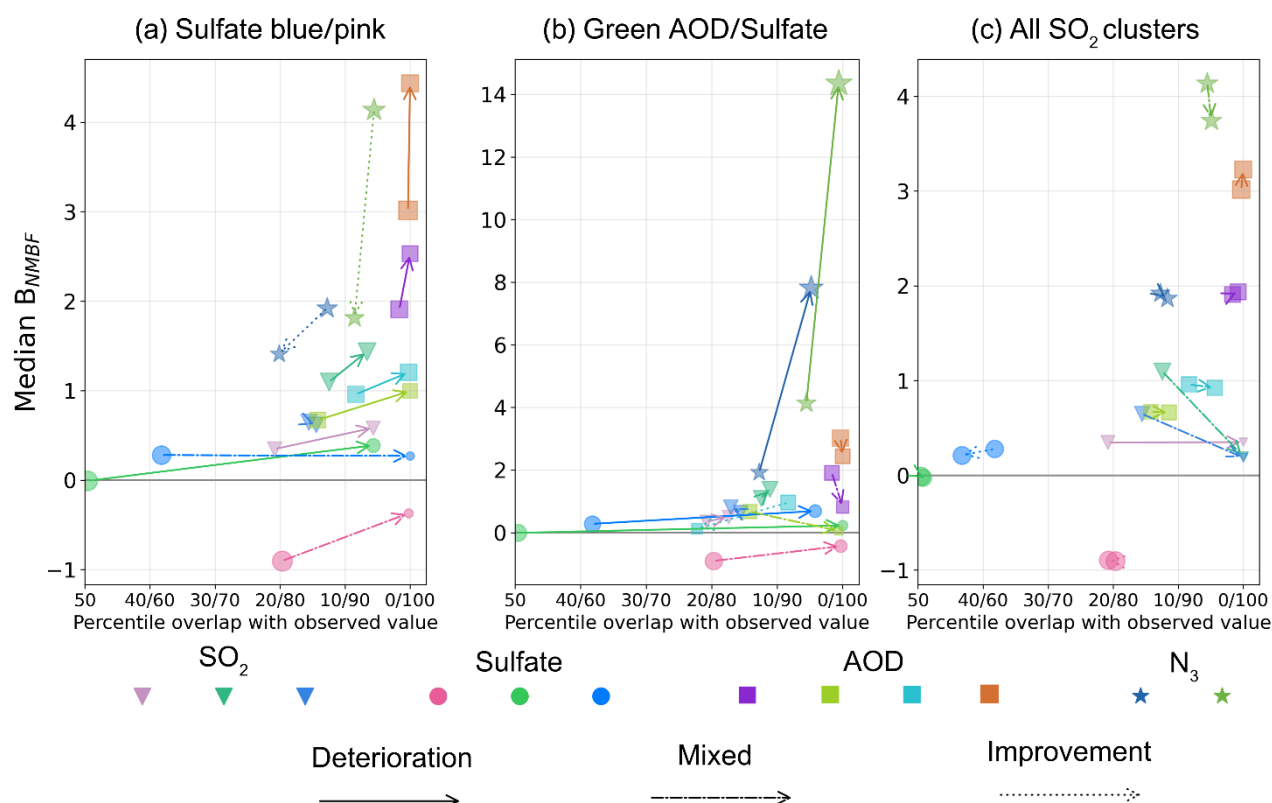 (a) Sulfate blue/pink
(b) Green AOD/Sulfate
(c) All SO2 clusters
Median BNMBF
4
3
2
1
0
−1
50 40/60 30/70 20/80 10/90 0/100
Percentile overlap with observed value
14
12
10
8
6
4
2
0
50 40/60 30/70 20/80 10/90 0/100
Percentile overlap with observed value
4
3
2
1
0
−1
50 40/60 30/70 20/80 10/90 0/100
Percentile overlap with observed value
SO2 Sulfate AOD N3
Deterioration Mixed Improvement